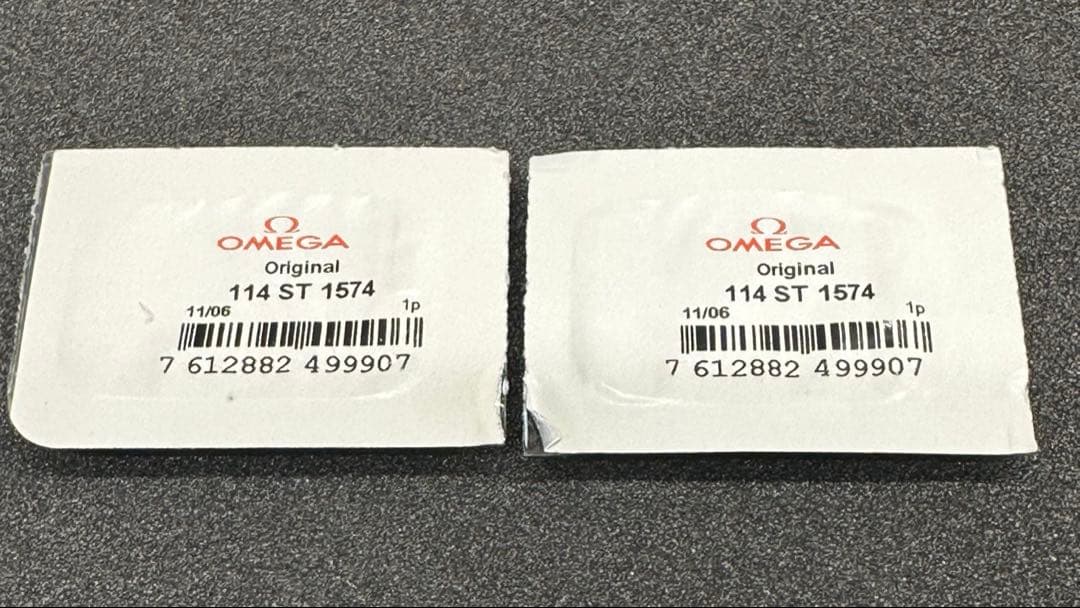 Ω
OMEGA
Original
114 ST 1574
11/06 1p
7 612882 499907
Ω
OMEGA
Original
114 ST 1574
11/06 1p
7 612882 499907